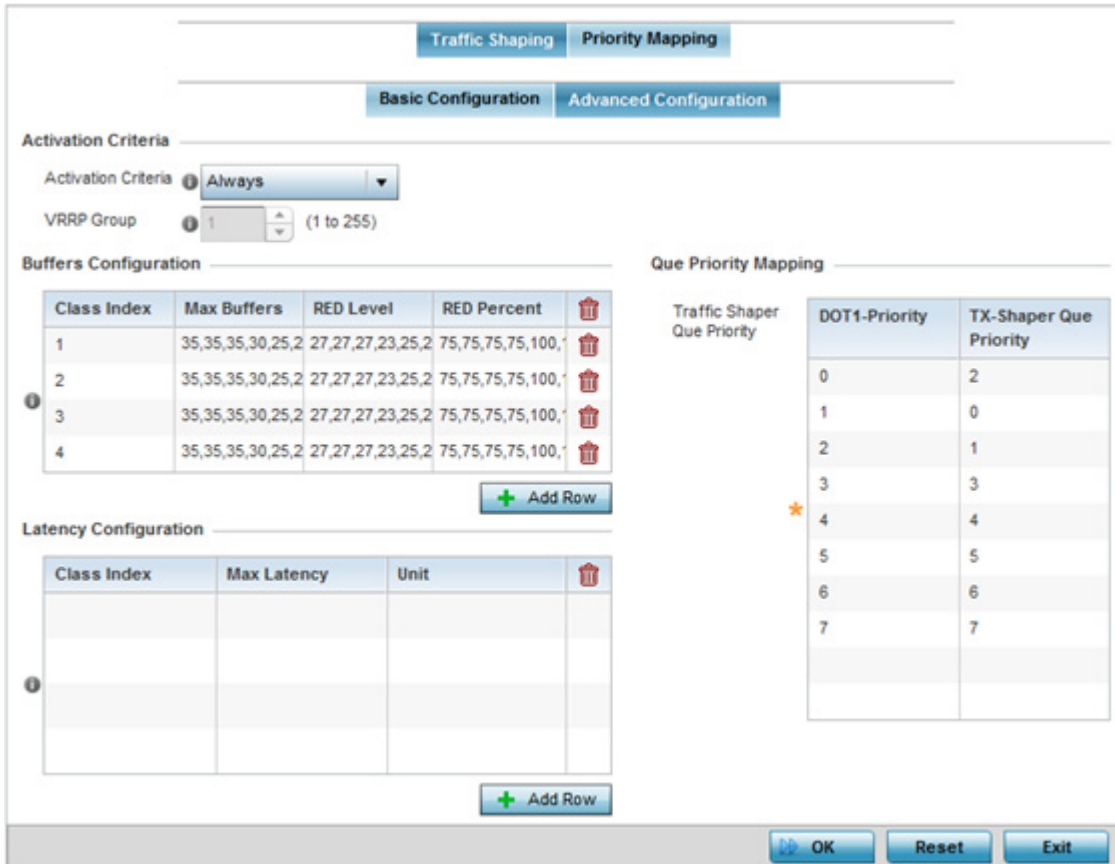 Traffic Shaping Priority Mapping
Basic Configuration Advanced Configuration
Activation Criteria
Activation Criteria Always
VRRP Group 1 (1 to 255)
Buffers Configuration
Class Index Max Buffers RED Level RED Percent
1 35,35,35,30,25,2 27,27,27,23,25,2 75,75,75,75,100,1
2 35,35,35,30,25,2 27,27,27,23,25,2 75,75,75,75,100,1
3 35,35,35,30,25,2 27,27,27,23,25,2 75,75,75,75,100,1
4 35,35,35,30,25,2 27,27,27,23,25,2 75,75,75,75,100,1
Add Row
Latency Configuration
Class Index Max Latency Unit
Add Row
Que Priority Mapping
Traffic Shaper
Que Priority
DOT1-Priority TX-Shaper Que
Priority
0 2
1 0
2 1
3 3
4 4
5 5
6 6
7 7
OK Reset Exit